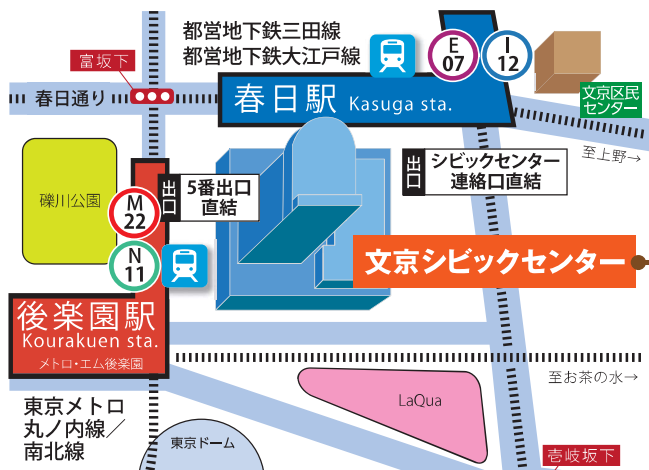 都営地下鉄三田線
都営地下鉄大江戸線
E
07
I
12
富坂下
春日通り
春日駅 Kasuga sta.
文京区民
センター
至上野→
出口
シビックセンター
連絡口直結
出口
5番出口
直結
礫川公園
M
22
N
11
文京シビックセンター
後楽園駅
Kourakuen sta.
メトロ・エム後楽園
至お茶の水→
東京メトロ
丸ノ内線／
南北線
LaQua
東京ドーム
壱岐坂下